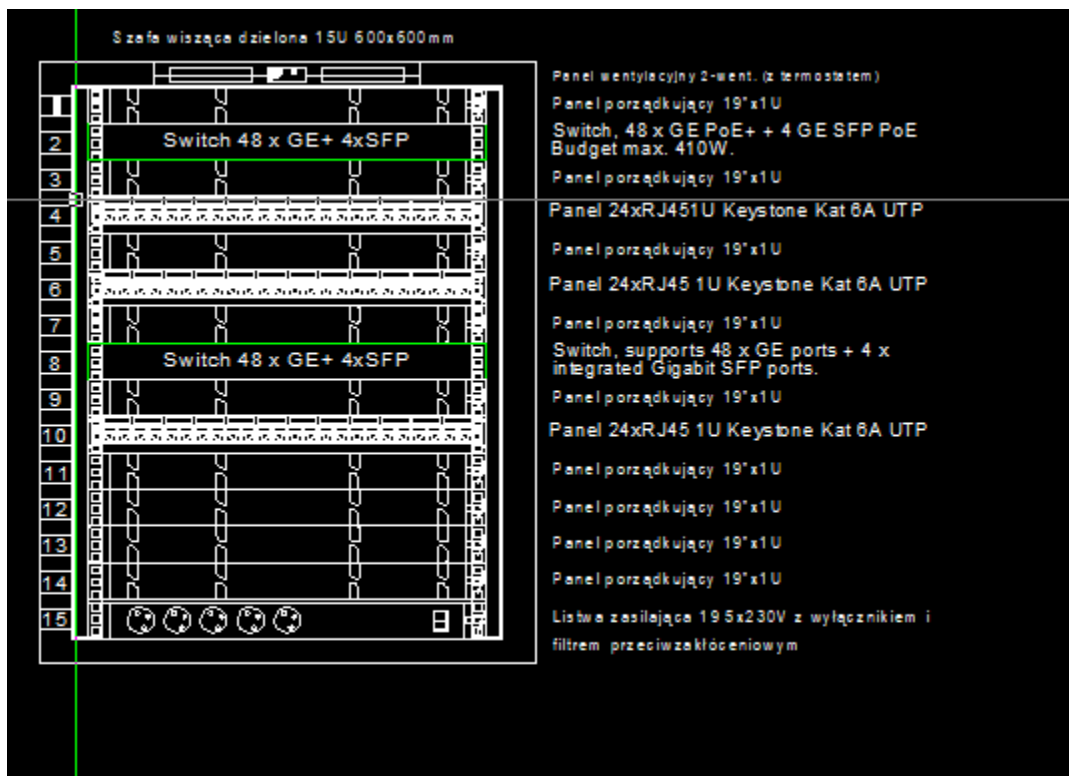 Szafa wisząca dzielona 15U 600x600mm
Panel wentylacyjny 2-went. (z termostatem)
1 Panel porządkujący 19"x1U
2 Switch 48 x GE+ 4xSFP Switch, 48 x GE PoE+ + 4 GE SFP PoE
Budget max. 410W.
3 Panel porządkujący 19"x1U
4 Panel 24xRJ451U Keystone Kat 6A UTP
5 Panel porządkujący 19"x1U
6 Panel 24xRJ45 1U Keystone Kat 6A UTP
7 Panel porządkujący 19"x1U
8 Switch 48 x GE+ 4xSFP Switch, supports 48 x GE ports + 4 x
integrated Gigabit SFP ports.
9 Panel porządkujący 19"x1U
10 Panel 24xRJ45 1U Keystone Kat 6A UTP
11 Panel porządkujący 19"x1U
12 Panel porządkujący 19"x1U
13 Panel porządkujący 19"x1U
14 Panel porządkujący 19"x1U
15 Listwa zasilająca 19 5x230V z wyłącznikiem i
filtrem przeciwzakłóceniowym